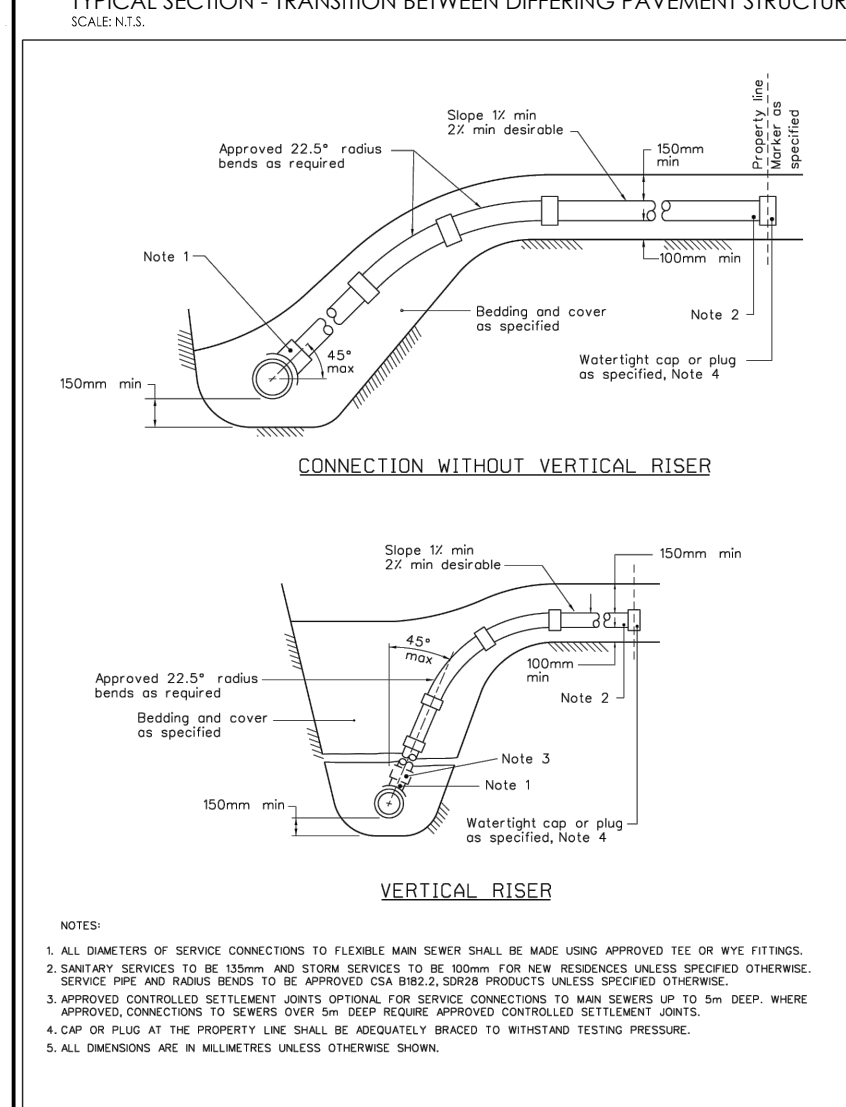 TYPICAL SECTION - TRANSITION BETWEEN DIFFERING PAVEMENT STRUCTUR
SCALE: N.T.S.
Slope 1% min
2% min desirable
Approved 22.5° radius
bends as required
150mm
min
Property line
Marker as
specified
Note 1
100mm min
Bedding and cover
as specified
Note 2
45°
max
Watertight cap or plug
as specified, Note 4
150mm min
CONNECTION WITHOUT VERTICAL RISER
Slope 1% min
2% min desirable
150mm min
45°
max
100mm
min
Approved 22.5° radius
bends as required
Note 2
Bedding and cover
as specified
Note 3
Note 1
150mm min
Watertight cap or plug
as specified, Note 4
VERTICAL RISER
NOTES:
1. ALL DIAMETERS OF SERVICE CONNECTIONS TO FLEXIBLE MAIN SEWER SHALL BE MADE USING APPROVED TEE OR WYE FITTINGS.
2. SANITARY SERVICES TO BE 135mm AND STORM SERVICES TO BE 100mm FOR NEW RESIDENCES UNLESS SPECIFIED OTHERWISE.
SERVICE PIPE AND RADIUS BENDS TO BE APPROVED CSA B182.2, SDR28 PRODUCTS UNLESS SPECIFIED OTHERWISE.
3. APPROVED CONTROLLED SETTLEMENT JOINTS OPTIONAL FOR SERVICE CONNECTIONS TO MAIN SEWERS UP TO 5m DEEP. WHERE
APPROVED, CONNECTIONS TO SEWERS OVER 5m DEEP REQUIRE APPROVED CONTROLLED SETTLEMENT JOINTS.
4. CAP OR PLUG AT THE PROPERTY LINE SHALL BE ADEQUATELY BRACED TO WITHSTAND TESTING PRESSURE.
5. ALL DIMENSIONS ARE IN MILLIMETRES UNLESS OTHERWISE SHOWN.